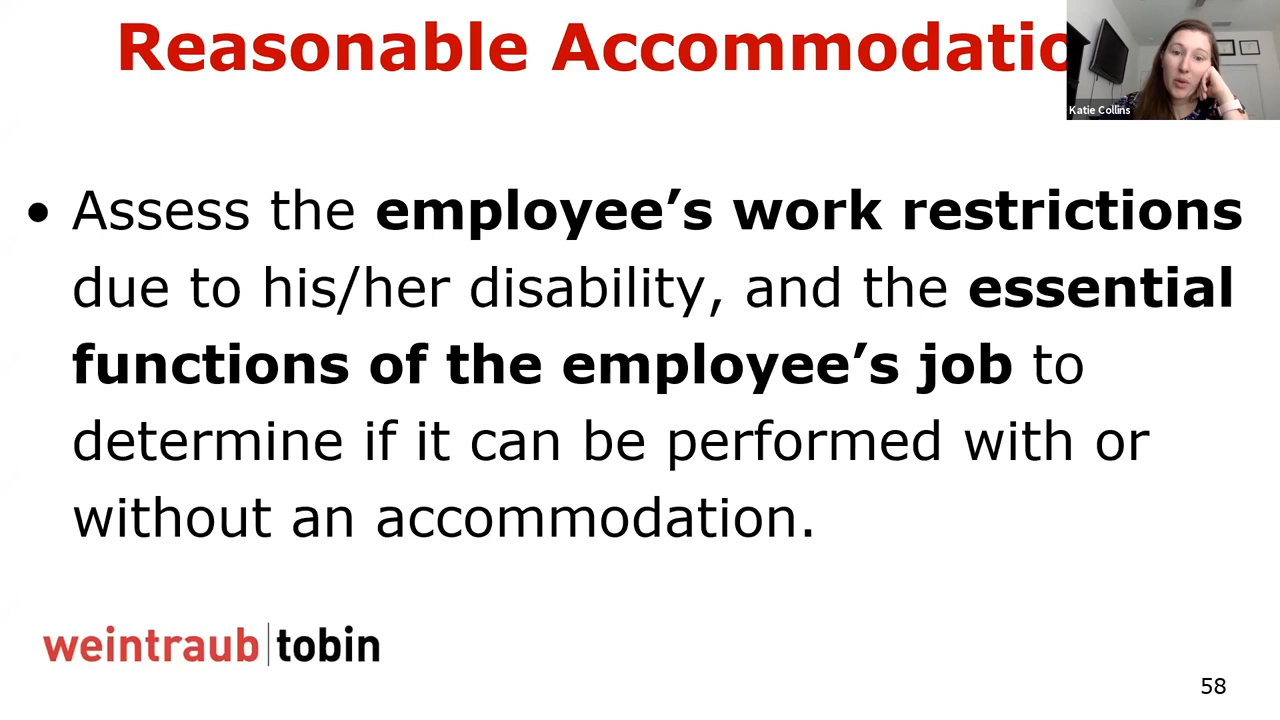 Reasonable Accommodatio
Katie Collins
• Assess the employee’s work restrictions
due to his/her disability, and the essential
functions of the employee’s job to
determine if it can be performed with or
without an accommodation.
weintraub|tobin
58